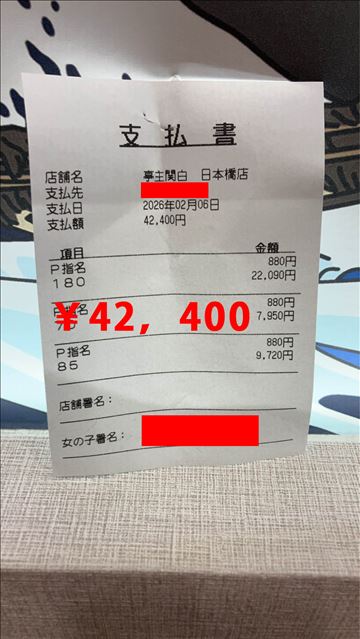 支払書
店舗名 亭主関白 日本橋店
支払先
支払日 2026年02月06日
支払額 42,400円
項目 金額
P指名 880円
180 22,090円
P指名 880円
7,950円
¥42, 400
P指名 880円
85 9,720円
店舗署名：
女の子署名：